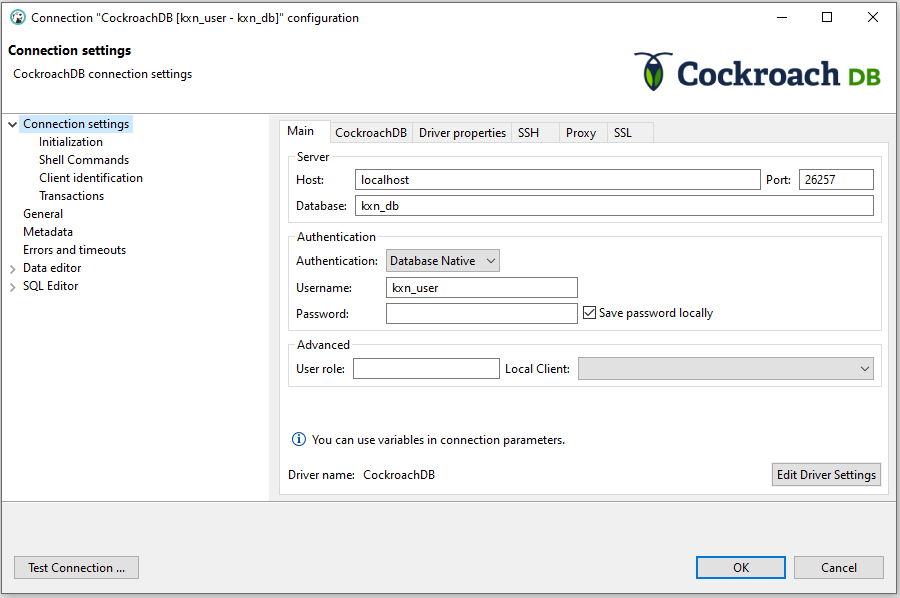 Connection "CockroachDB [kxn_user - kxn_db]" configuration
Connection settings
CockroachDB connection settings
Cockroach DB
Connection settings
Initialization
Shell Commands
Client identification
Transactions
General
Metadata
Errors and timeouts
Data editor
SQL Editor
Main CockroachDB Driver properties SSH Proxy SSL
Server
Host: localhost Port: 26257
Database: kxn_db
Authentication
Authentication: Database Native
Username: kxn_user
Password: Save password locally
Advanced
User role: Local Client:
You can use variables in connection parameters.
Driver name: CockroachDB Edit Driver Settings
Test Connection ... OK Cancel